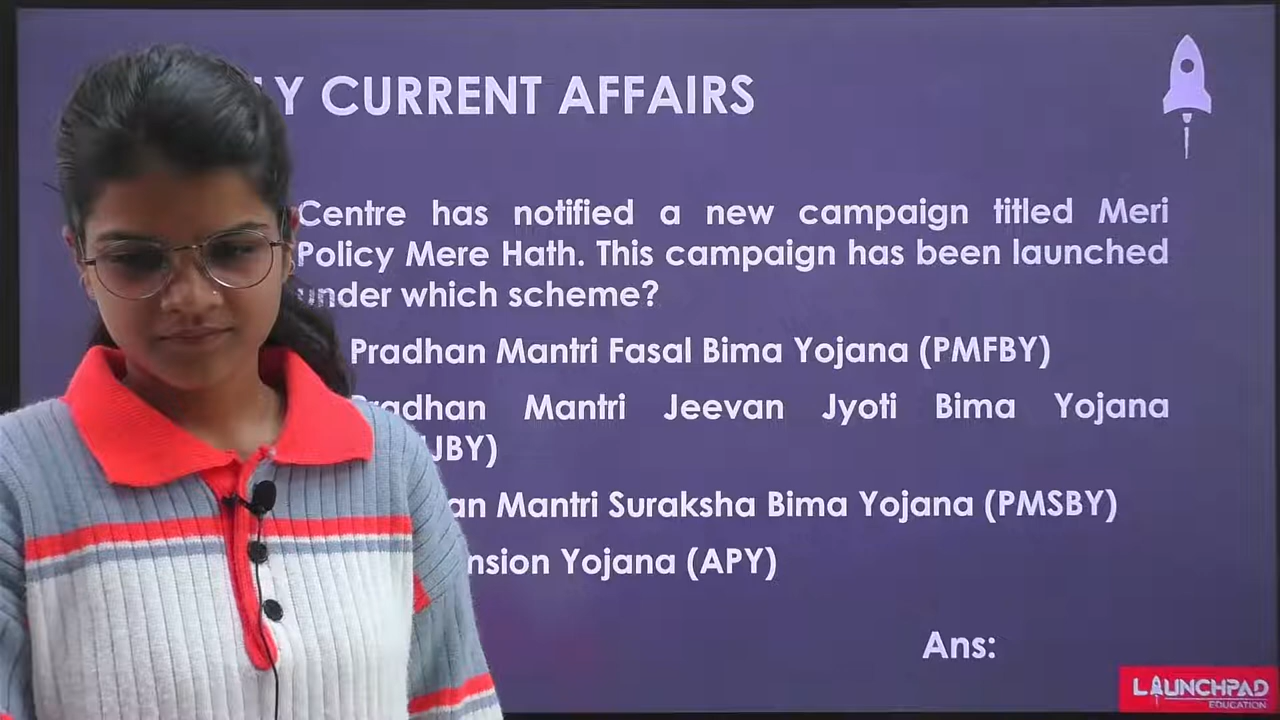 LY CURRENT AFFAIRS
Centre has notified a new campaign titled Meri
Policy Mere Hath. This campaign has been launched
under which scheme?
Pradhan Mantri Fasal Bima Yojana (PMFBY)
Pradhan Mantri Jeevan Jyoti Bima Yojana
JBY)
an Mantri Suraksha Bima Yojana (PMSBY)
nsion Yojana (APY)
Ans:
LAUNCHPAD
EDUCATION